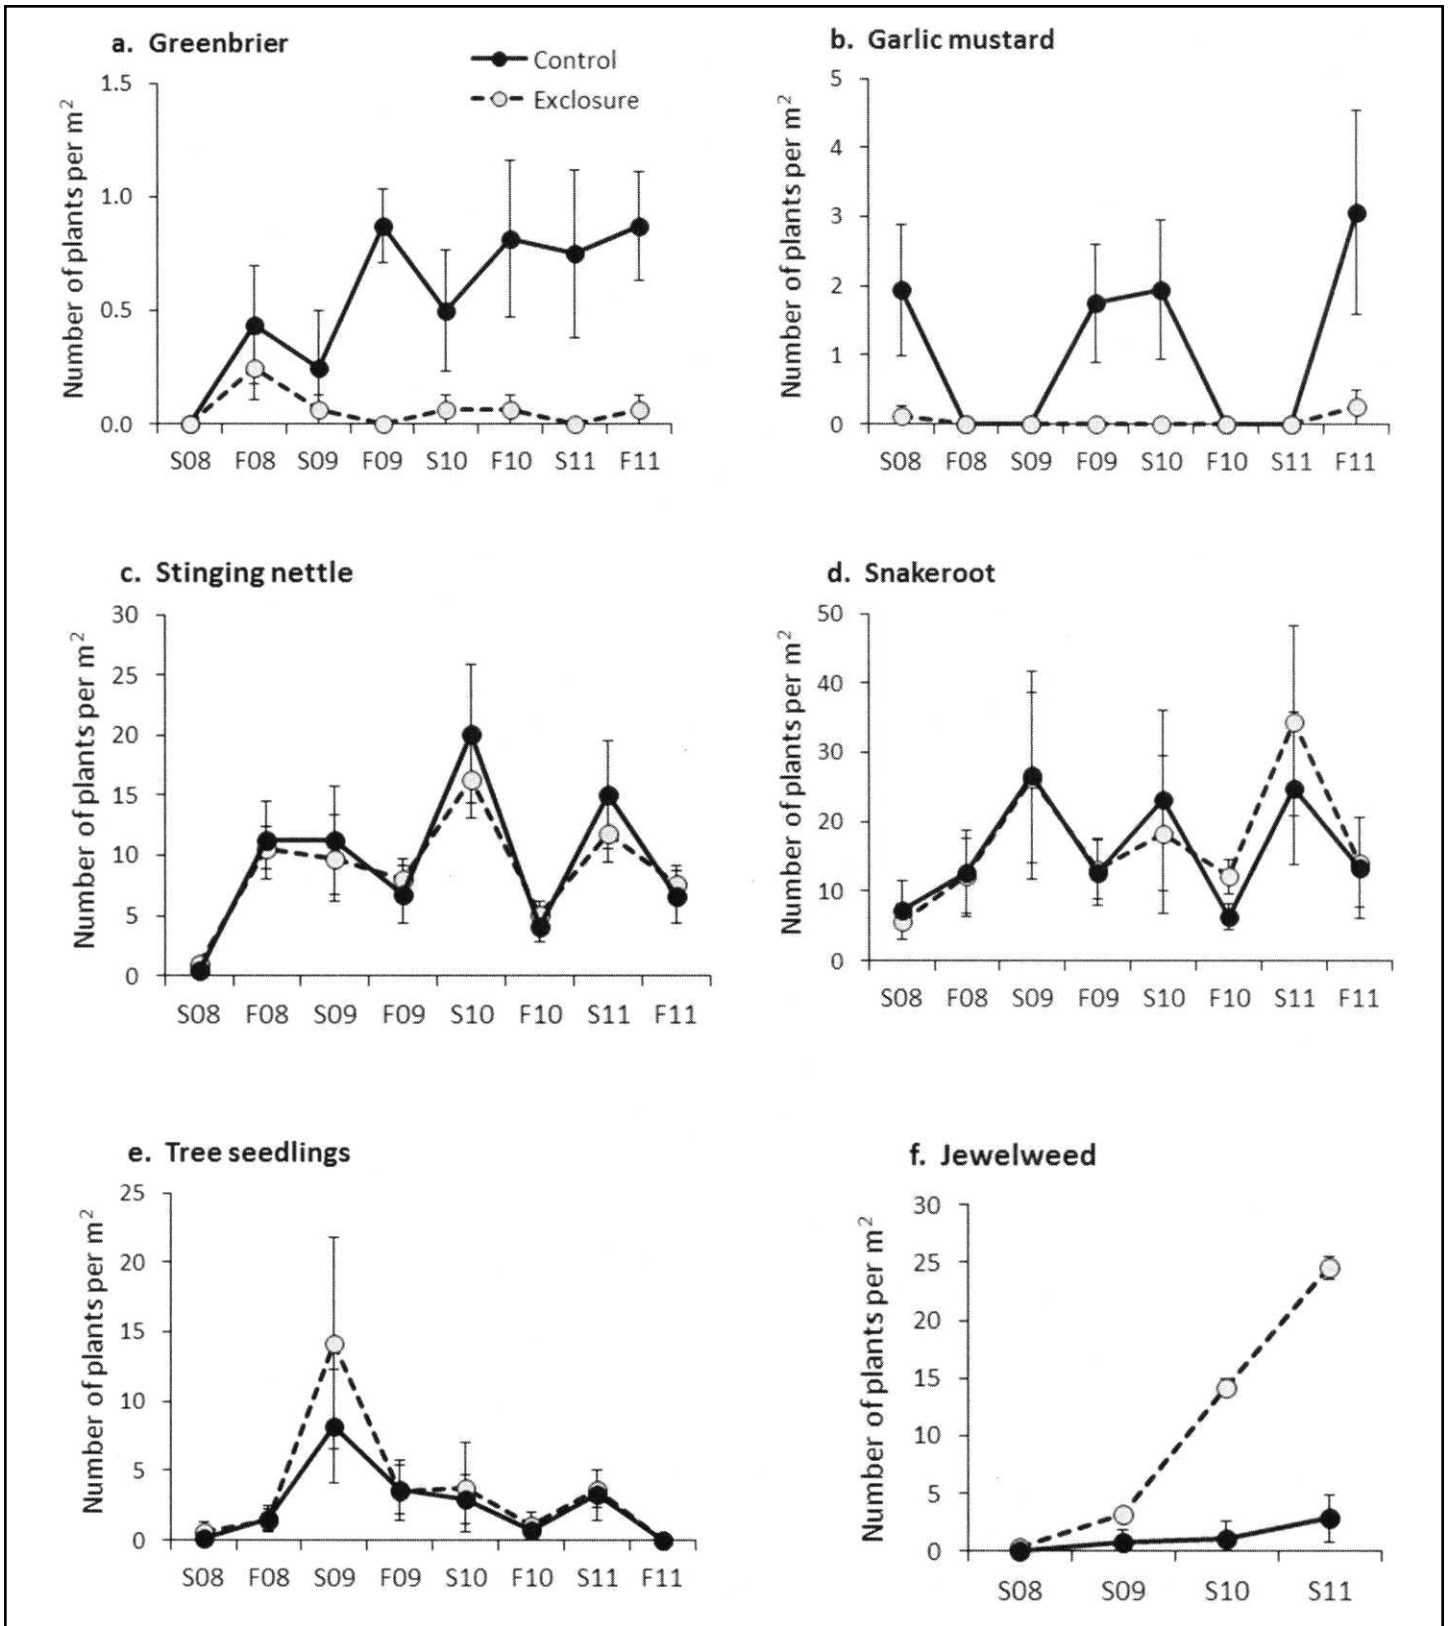 a. Greenbrier
Control
Exclosure
Number of plants per m²
1.5
1.0
0.5
0.0
S08 F08 S09 F09 S10 F10 S11 F11
b. Garlic mustard
Number of plants per m²
5
4
3
2
1
0
S08 F08 S09 F09 S10 F10 S11 F11
c. Stinging nettle
Number of plants per m²
30
25
20
15
10
5
0
S08 F08 S09 F09 S10 F10 S11 F11
d. Snakeroot
Number of plants per m²
50
40
30
20
10
0
S08 F08 S09 F09 S10 F10 S11 F11
e. Tree seedlings
Number of plants per m²
25
20
15
10
5
0
S08 F08 S09 F09 S10 F10 S11 F11
f. Jewelweed
Number of plants per m²
30
25
20
15
10
5
0
S08 S09 S10 S11